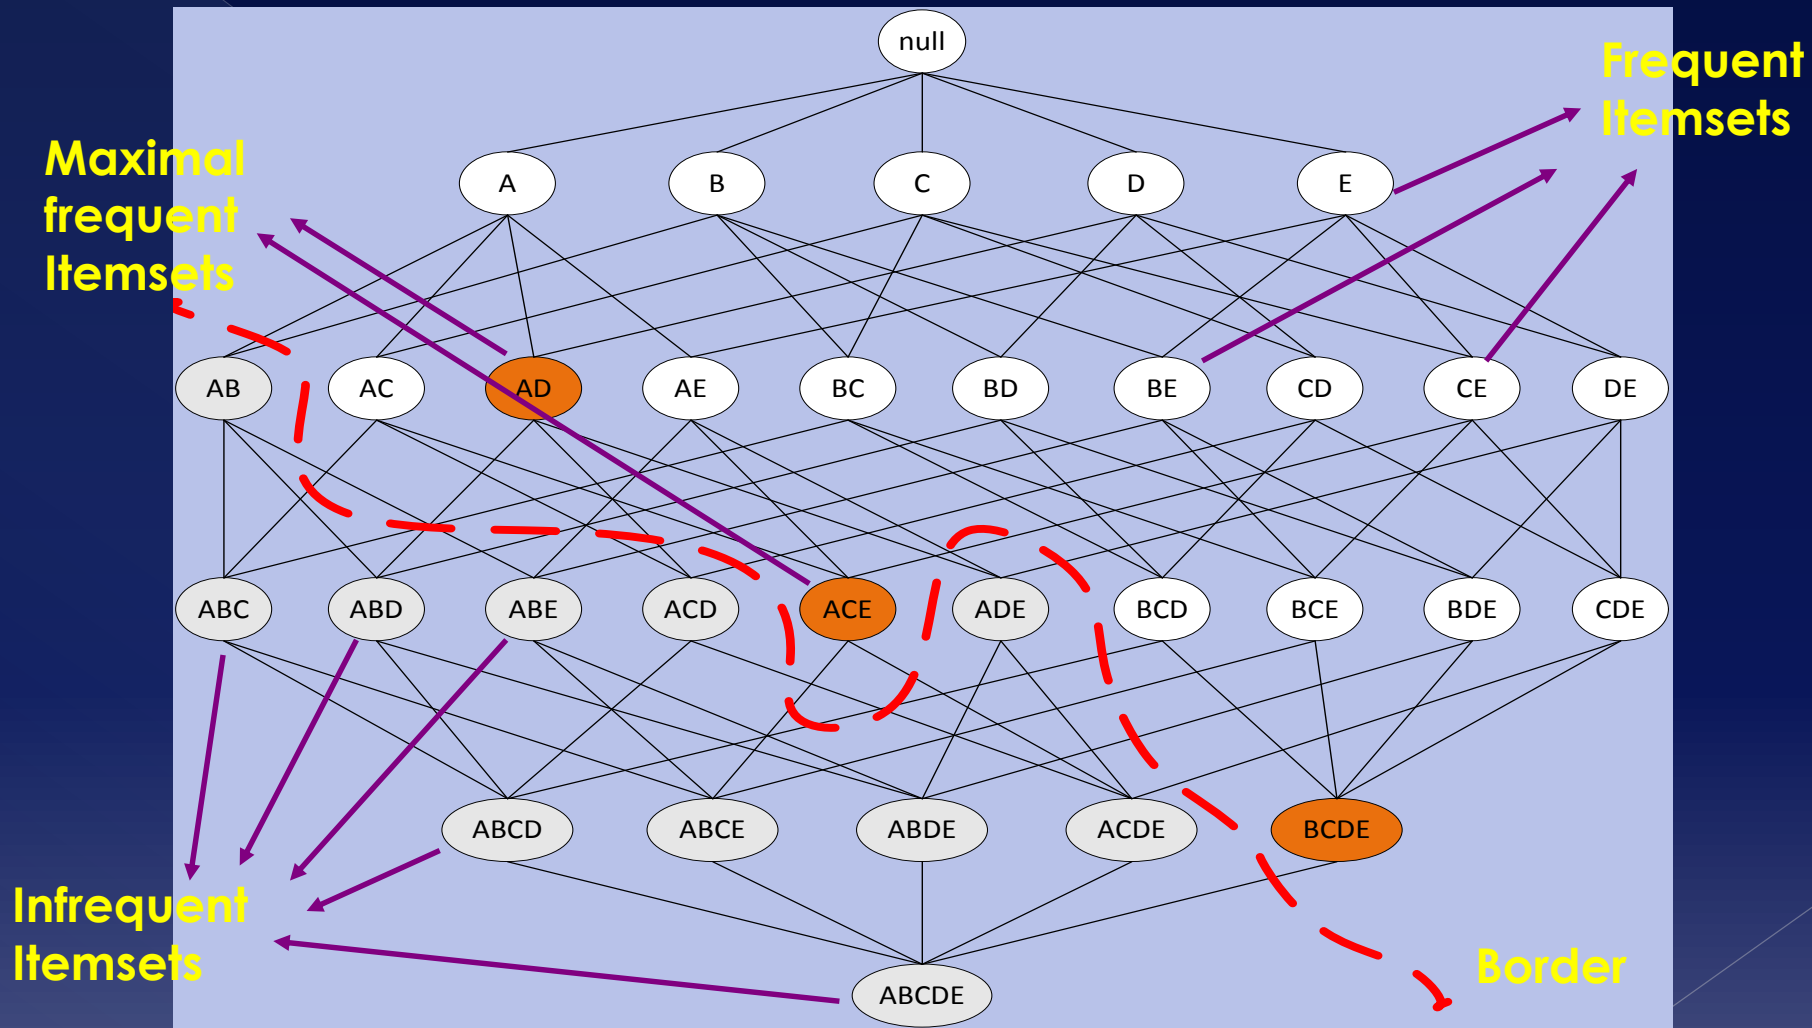 null
Frequent
Itemsets
Maximal
frequent
Itemsets
A B C D E
AB AC AD AE BC BD BE CD CE DE
ABC ABD ABE ACD ACE ADE BCD BCE BDE CDE
ABCD ABCE ABDE ACDE BCDE
Infrequent
Itemsets
Border
ABCDE